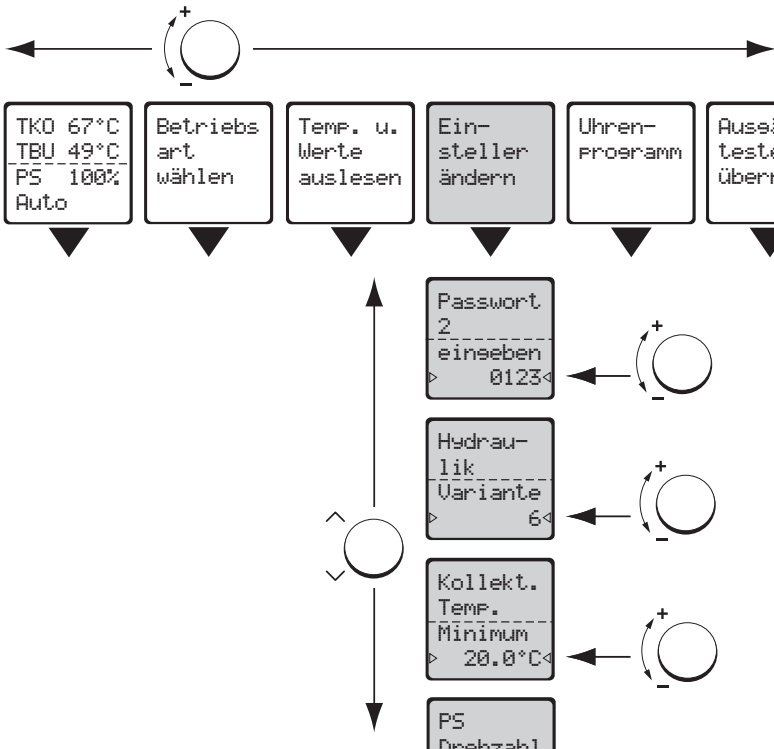 +
−
TKO 67°C
TBU 49°C
PS 100%
Auto
Betriebs
art
wählen
Temp. u.
Werte
auslesen
Ein-
steller
ändern
Uhren-
programm
Passwort
2
eingeben
▷ 0123◁
+
−
Hydrau-
lik
Variante
▷ 6◁
+
−
Kollekt.
Temp.
Minimum
▷ 20.0°C◁
+
−
PS
Drehzahl